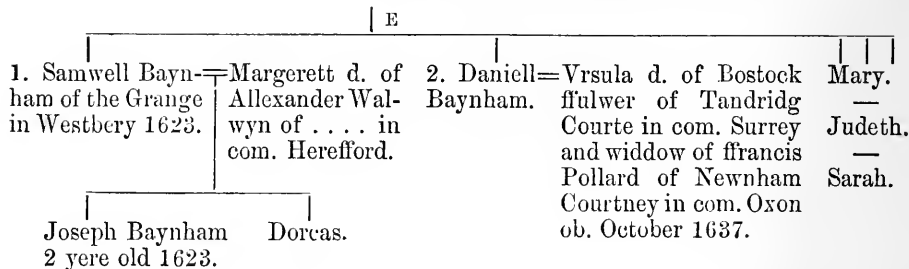 E
1. Samwell Bayn-
ham of the Grange
in Westbery 1623.
Margerett d. of
Allexander Wal-
wyn of .... in
com. Herefford.
2. Daniell
Baynham.
Vrsula d. of Bostock
ffulwer of Tandridg
Courte in com. Surrey
and widdow of ffrancis
Pollard of Newnham
Courtney in com. Oxon
ob. October 1637.
Mary.
Judeth.
Sarah.
Joseph Baynham
2 yere old 1623.
Dorcas.